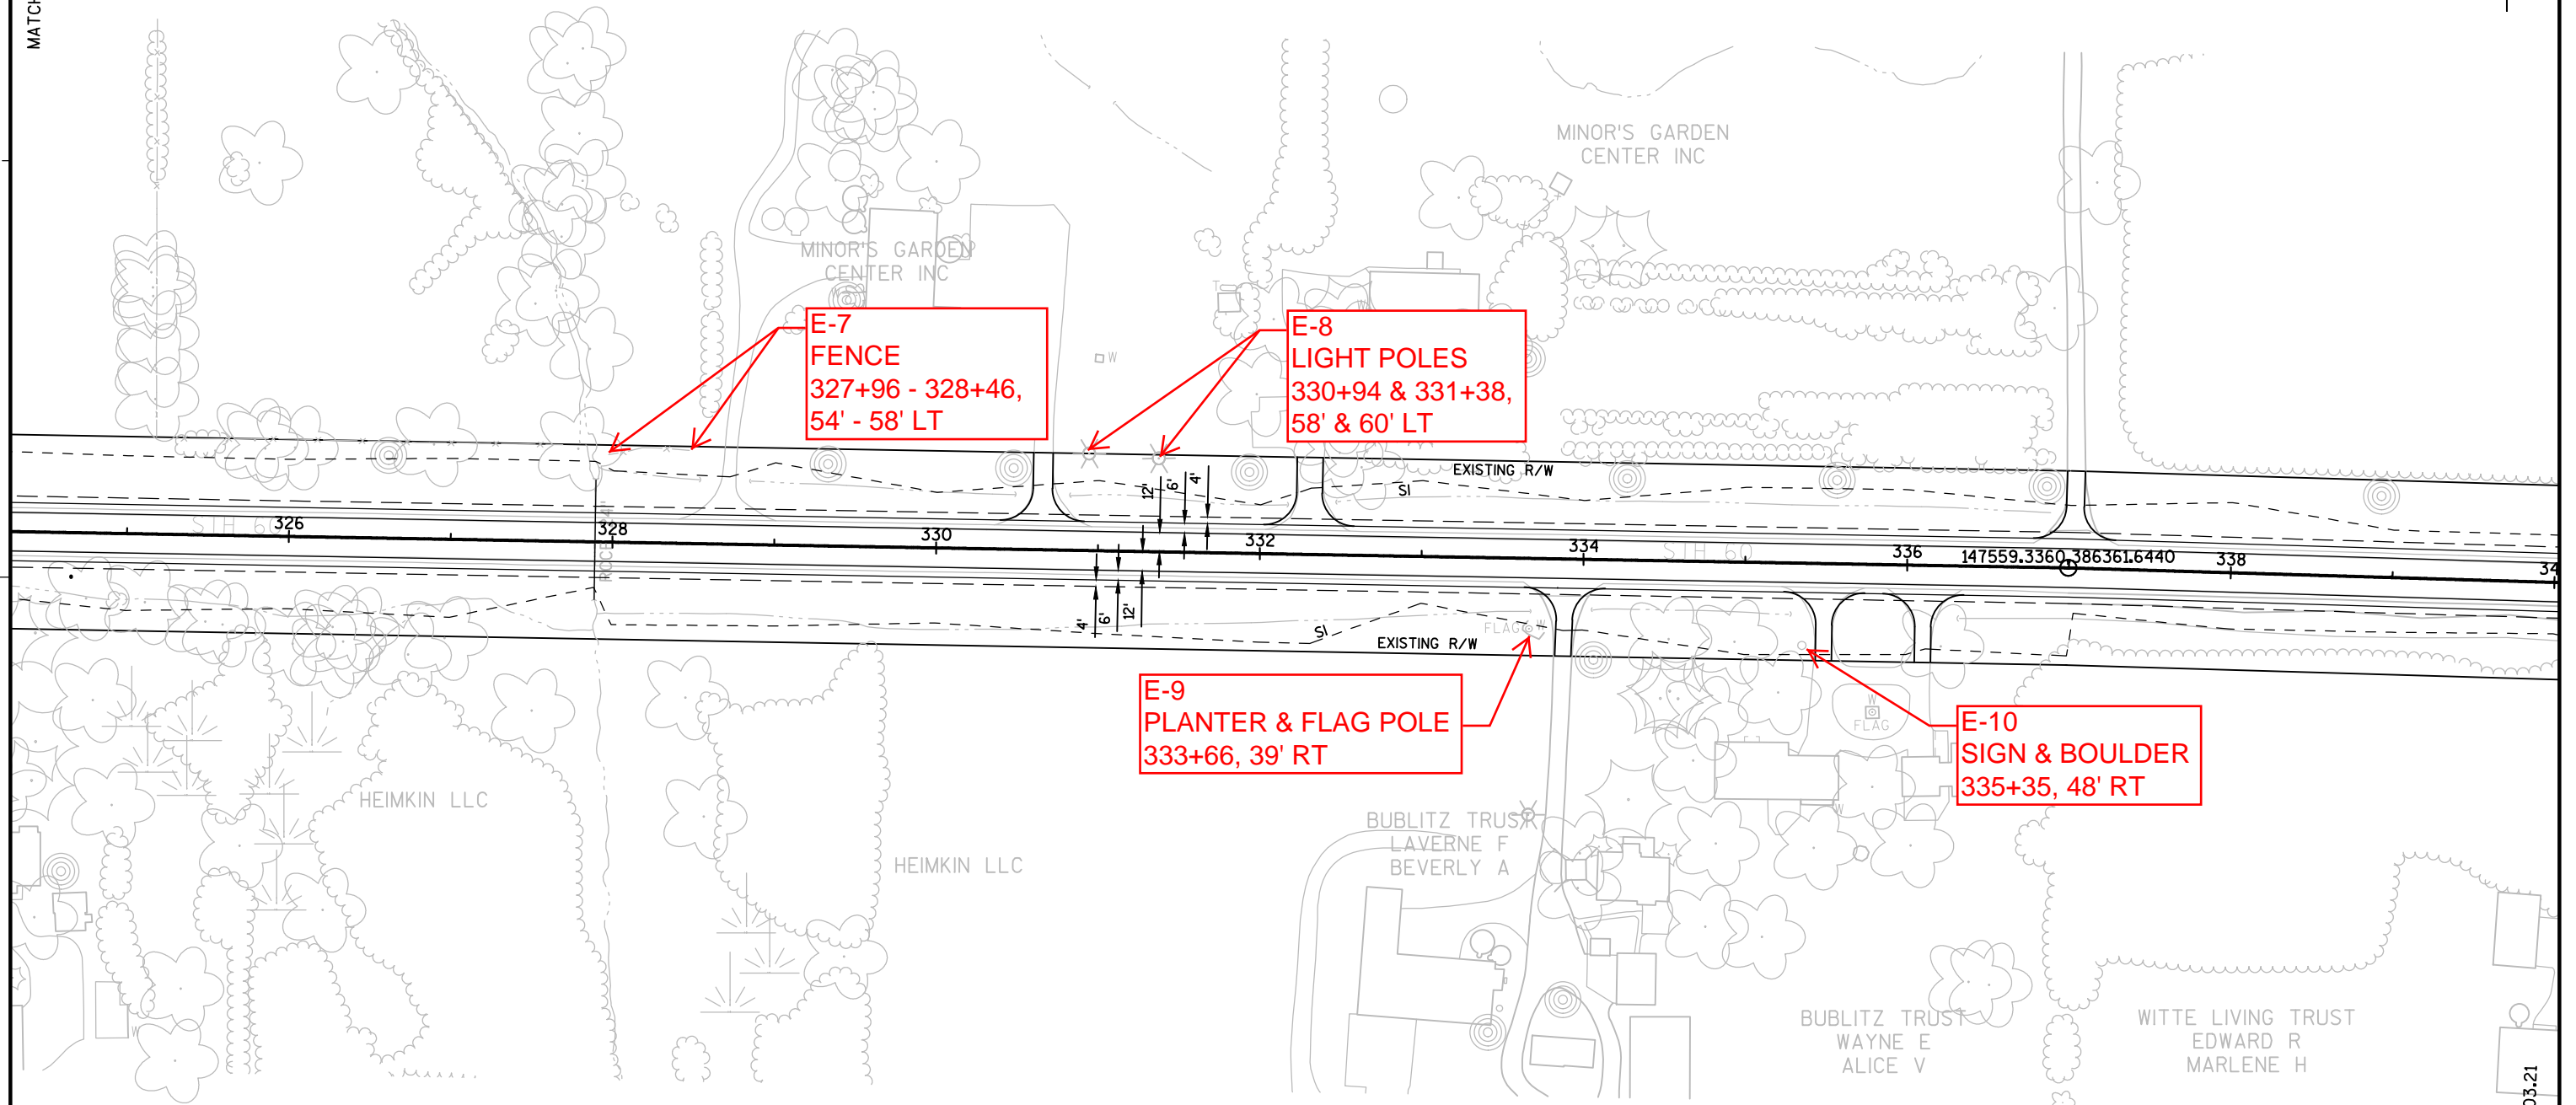 MATCH
MINOR'S GARDEN
CENTER INC
MINOR'S GARDEN
CENTER INC
E-7
FENCE
327+96 - 328+46,
54' - 58' LT
E-8
LIGHT POLES
330+94 & 331+38,
58' & 60' LT
T
W
W
EXISTING R/W
SI
12'
6'
4'
STH 60
326
328
330
332
334
STH 60
336
147559.3360,386361.6440
338
34
4'
6'
12'
SI
EXISTING R/W
FLAG
W
E-9
PLANTER & FLAG POLE
333+66, 39' RT
W
FLAG
E-10
SIGN & BOULDER
335+35, 48' RT
W
HEIMKIN LLC
HEIMKIN LLC
BUBLITZ TRUST
LAVERNE F
BEVERLY A
W
BUBLITZ TRUST
WAYNE E
ALICE V
WITTE LIVING TRUST
EDWARD R
MARLENE H
03.21